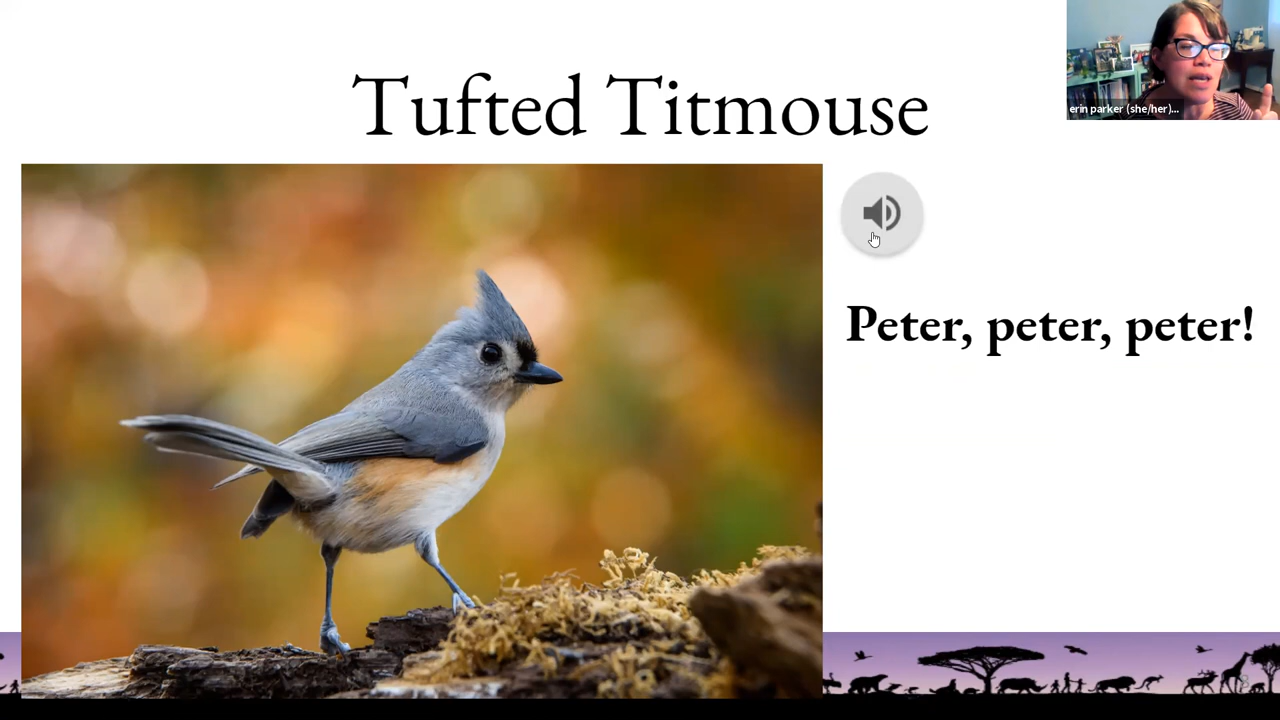 Tufted Titmouse
erin parker (she/her)...
Peter, peter, peter!